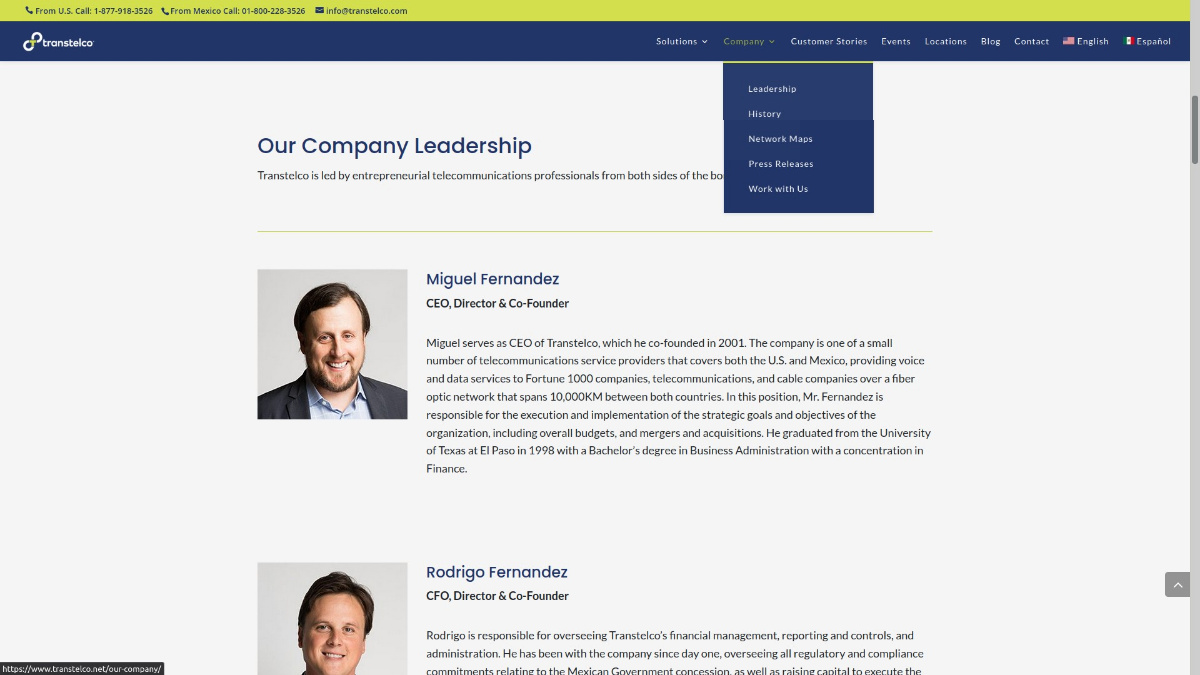 From U.S. Call: 1-877-918-3526 From Mexico Call: 01-800-228-3526 info@transtelco.com
transtelco
Solutions Company Customer Stories Events Locations Blog Contact English Español
Leadership
History
Network Maps
Press Releases
Work with Us
Our Company Leadership
Transtelco is led by entrepreneurial telecommunications professionals from both sides of the
Miguel Fernandez
CEO, Director & Co-Founder
Miguel serves as CEO of Transtelco, which he co-founded in 2001. The company is one of a small
number of telecommunications service providers that covers both the U.S. and Mexico, providing voice
and data services to Fortune 1000 companies, telecommunications, and cable companies over a fiber
optic network that spans 10,000KM between both countries. In this position, Mr. Fernandez is
responsible for the execution and implementation of the strategic goals and objectives of the
organization, including overall budgets, and mergers and acquisitions. He graduated from the University
of Texas at El Paso in 1998 with a Bachelor's degree in Business Administration with a concentration in
Finance.
Rodrigo Fernandez
CFO, Director & Co-Founder
Rodrigo is responsible for overseeing Transtelco's financial management, reporting and controls, and
administration. He has been with the company since day one, overseeing all regulatory and compliance
commitments relating to the Mexican Government concession, as well as raising capital to execute the
https://www.transtelco.net/our-company/